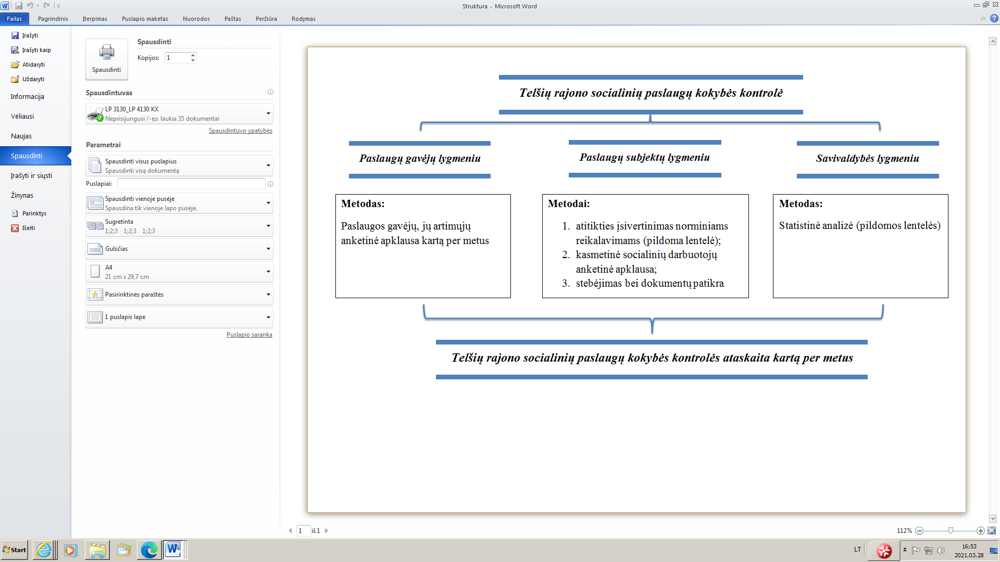 Struktura - Microsoft Word
Failas Pagrindinis Įterpimas Puslapio maketas Nuorodos Paštas Peržiūra Rodymas
Įrašyti
Įrašyti kaip
Atidaryti
Uždaryti
Informacija
Vėliausi
Naujas
Spausdinti
Įrašyti ir siųsti
Žinynas
Parinktys
Išeiti
Spausdinti
Spausdinti
Kopijos: 1
Spausdintuvas
LP 3130_LP 4130 KX
Neprisijungusi /-ęs: laukia 35 dokumentai
Spausdintuvo ypatybės
Parametrai
Spausdinti visus puslapius
Spausdinti visą dokumentą
Puslapiai:
Spausdinti vienoje pusėje
Spausdina tik vienoje lapo pusėje.
Sugretinta
1;2;3 1;2;3 1;2;3
Gulsčias
A4
21 cm x 29,7 cm
Pasirinktinės paraštės
1 puslapis lape
Puslapio saranka
Telšių rajono socialinių paslaugų kokybės kontrolė
Paslaugų gavėjų lygmeniu
Paslaugų subjektų lygmeniu
Savivaldybės lygmeniu
Metodas:
Paslaugos gavėjų, jų artimųjų
anketinė apklausa kartą per metus
Metodai:
1. atitikties įsivertinimas norminiams
reikalavimams (pildoma lentelė);
2. kasmetinė socialinių darbuotojų
anketinė apklausa;
3. stebėjimas bei dokumentų patikra
Metodas:
Statistinė analizė (pildomos lentelės)
Telšių rajono socialinių paslaugų kokybės kontrolės ataskaita kartą per metus
1 iš 1
112%
Start
LT
16:53
2021.03.28